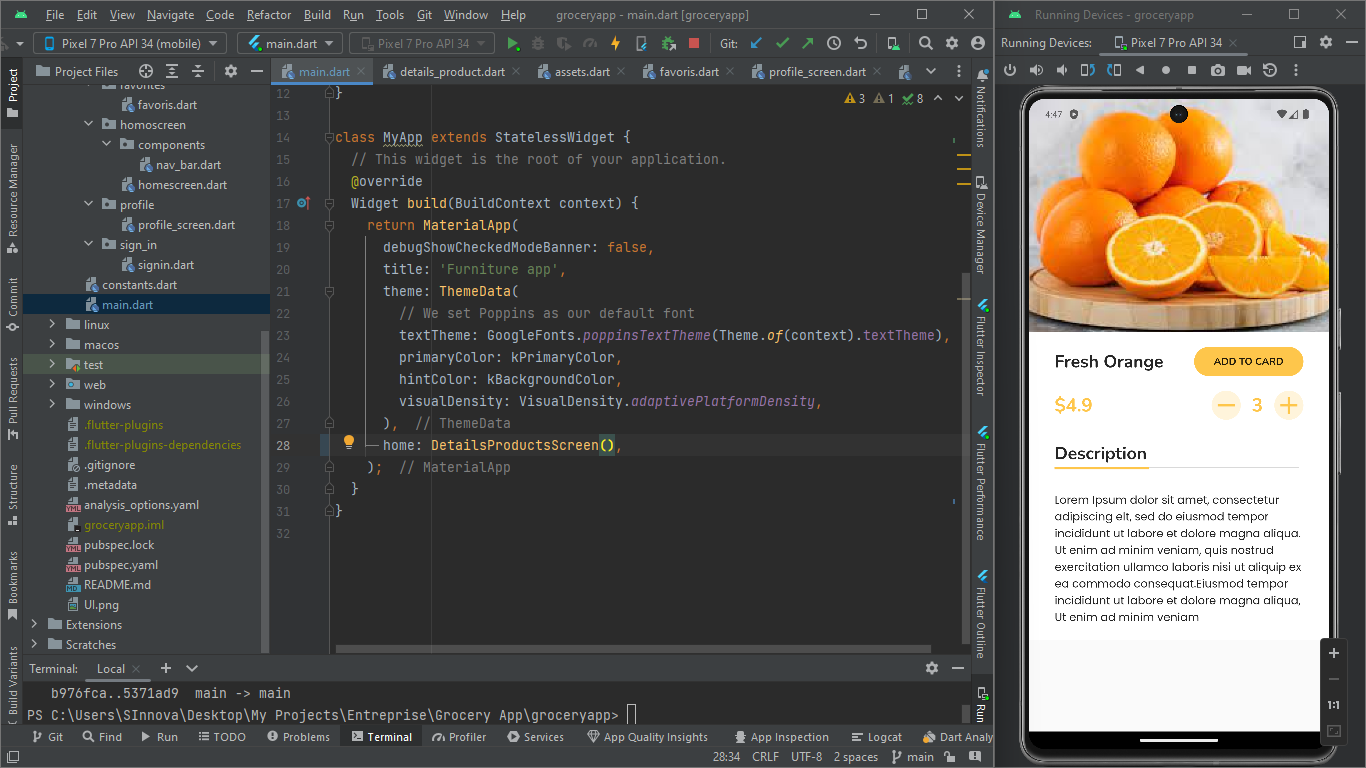 File Edit View Navigate Code Refactor Build Run Tools Git Window Help groceryapp - main.dart [groceryapp]
Running Devices - groceryapp
Pixel 7 Pro API 34 (mobile) main.dart Pixel 7 Pro API 34 Git:
Running Devices: Pixel 7 Pro API 34
Project Files
main.dart details_product.dart assets.dart favoris.dart profile_screen.dart
3 1 8
favorites
favoris.dart
homoscreen
components
nav_bar.dart
homescreen.dart
profile
profile_screen.dart
sign_in
signin.dart
constants.dart
main.dart
linux
macos
test
web
windows
.flutter-plugins
.flutter-plugins-dependencies
.gitignore
.metadata
analysis_options.yaml
groceryapp.iml
pubspec.lock
pubspec.yaml
README.md
UI.png
Extensions
Scratches
Project
Resource Manager
Commit
Pull Requests
Structure
Bookmarks
Build Variants
12 }
13
14 class MyApp extends StatelessWidget {
15 // This widget is the root of your application.
16 @override
17 Widget build(BuildContext context) {
18 return MaterialApp(
19 debugShowCheckedModeBanner: false,
20 title: 'Furniture app',
21 theme: ThemeData(
22 // We set Poppins as our default font
23 textTheme: GoogleFonts.poppinsTextTheme(Theme.of(context).textTheme),
24 primaryColor: kPrimaryColor,
25 hintColor: kBackgroundColor,
26 visualDensity: VisualDensity.adaptivePlatformDensity,
27 ), // ThemeData
28 home: DetailsProductsScreen(),
29 ); // MaterialApp
30 }
31 }
32
Notifications
Device Manager
Flutter Inspector
Flutter Performance
Flutter Outline
Run
4:47
Fresh Orange
ADD TO CARD
$4.9
3
Description
Lorem Ipsum dolor sit amet, consectetur
adipiscing elt, sed do eiusmod tempor
incididunt ut labore et dolore magna aliqua.
Ut enim ad minim veniam, quis nostrud
exercitation ullamco laboris nisi ut aliquip ex
ea commodo consequat.Eiusmod tempor
incididunt ut labore et dolore magna aliqua,
Ut enim ad minim veniam
1:1
Terminal: Local
b976fca..5371ad9 main -> main
PS C:\Users\SInnova\Desktop\My Projects\Entreprise\Grocery App\groceryapp>
Git Find Run TODO Problems Terminal Profiler Services App Quality Insights App Inspection Logcat Dart Analy
28:34 CRLF UTF-8 2 spaces main